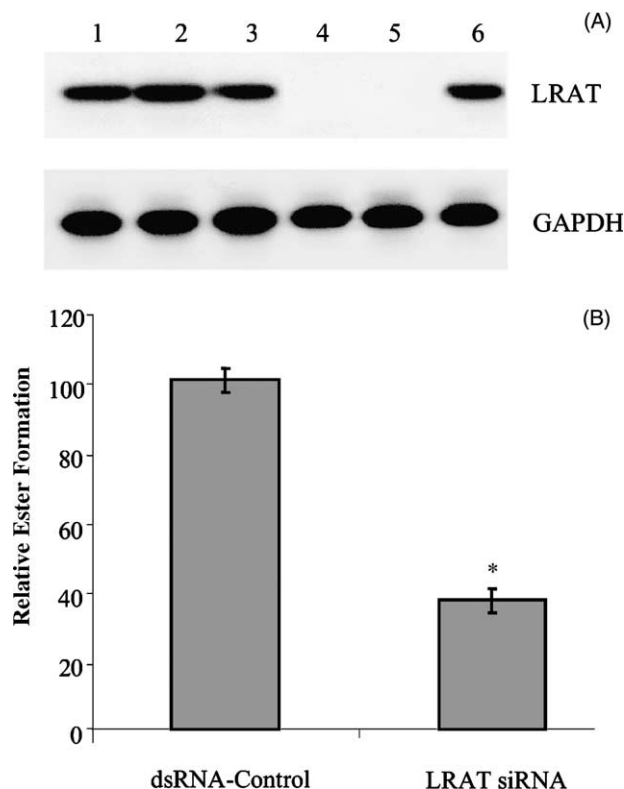 (A)
1 2 3 4 5 6
LRAT
GAPDH
(B)
120
100
80
60
40
20
0
Relative Ester Formation
*
dsRNA-Control LRAT siRNA